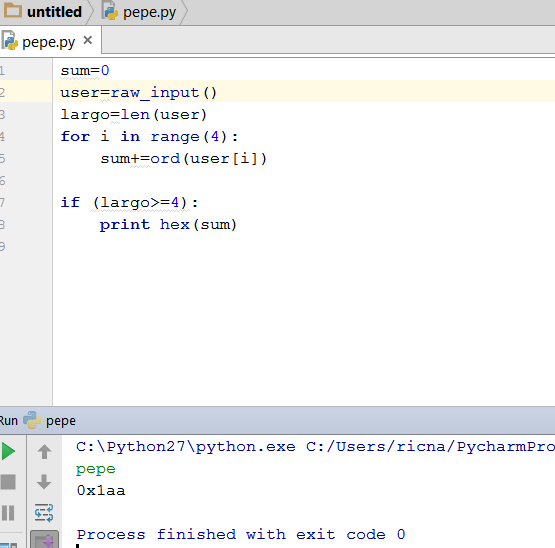 untitled pepe.py
pepe.py ×
1 sum=0
2 user=raw_input()
3 largo=len(user)
4 for i in range(4):
5 sum+=ord(user[i])
6
7 if (largo>=4):
8 print hex(sum)
9
Run pepe
C:\Python27\python.exe C:/Users/ricna/PycharmPro
pepe
0x1aa
Process finished with exit code 0